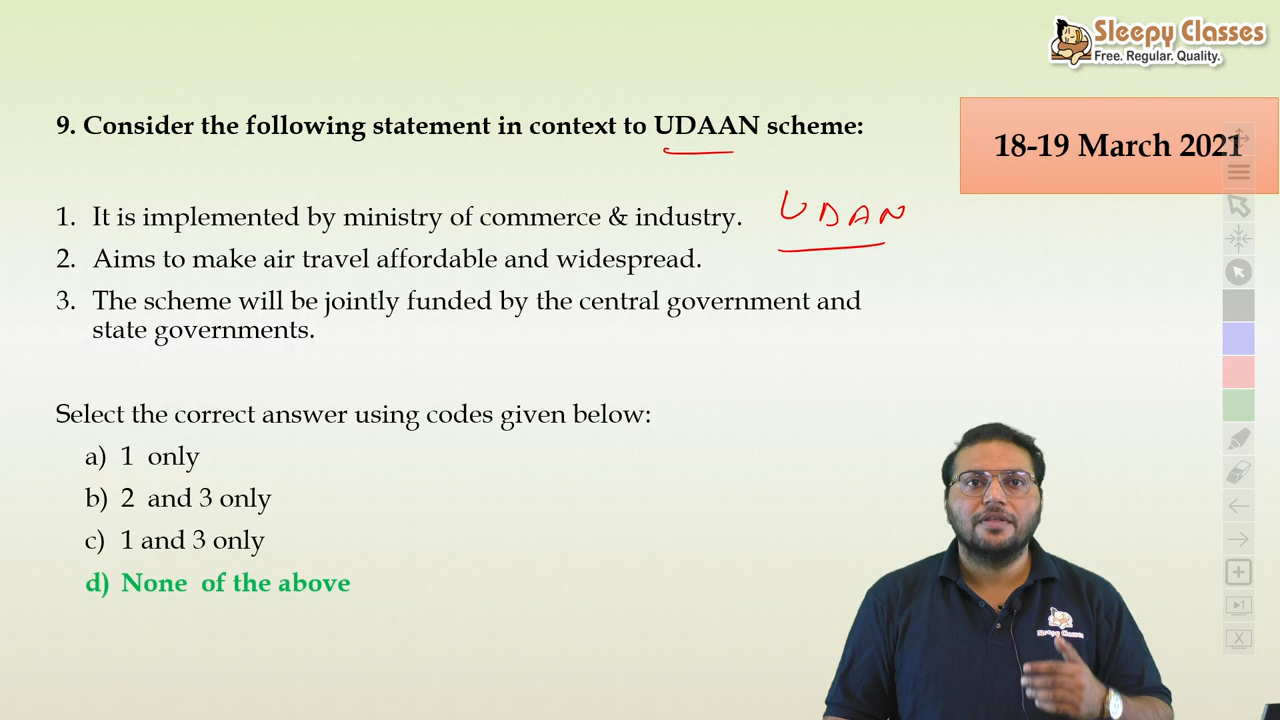 Sleepy Classes
Free. Regular. Quality.
9. Consider the following statement in context to UDAAN scheme:
18-19 March 2021
1. It is implemented by ministry of commerce & industry.
UDAN
2. Aims to make air travel affordable and widespread.
3. The scheme will be jointly funded by the central government and
state governments.
Select the correct answer using codes given below:
a) 1 only
b) 2 and 3 only
c) 1 and 3 only
d) None of the above
Sleepy Classes